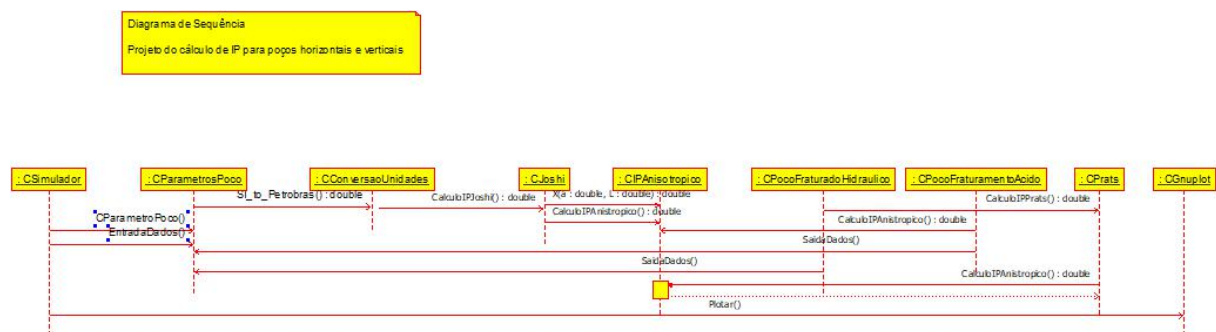 Diagrama de Sequência
Projeto do cálculo de IP para poços horizontais e verticais
: CSimulador
: CParametrosPoco
: CConversaoUnidades
: CJoshi
: CIPAnisotropico
: CPocoFraturadoHidraulico
: CPocoFraturamentoAcido
: CPrats
: CGnuplot
SI_to_Petrobras() : double
CalculoIPJoshi() : double
X(a : double, L : double) : double
CalculoIPPrats() : double
CParametroPoco()
CalculoIPAnistropico() : double
CalculoIPAnistropico() : double
EntradaDados()
SaidaDados()
SaidaDados()
CalculoIPAnistropico() : double
Plotar()